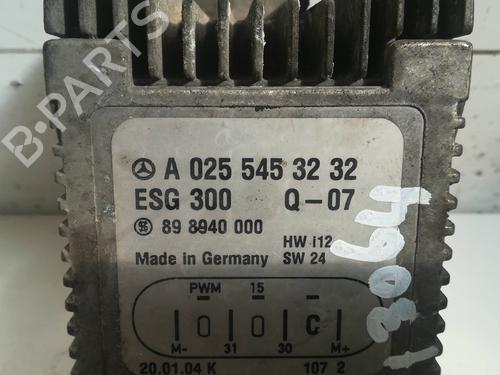 B-PARTS
A 025 545 32 32
ESG 300 Q-07
89 8940 000
HW i12
Made in Germany SW 24
PWM 15
M- 31 30 M+
20.01.04 K 107 2